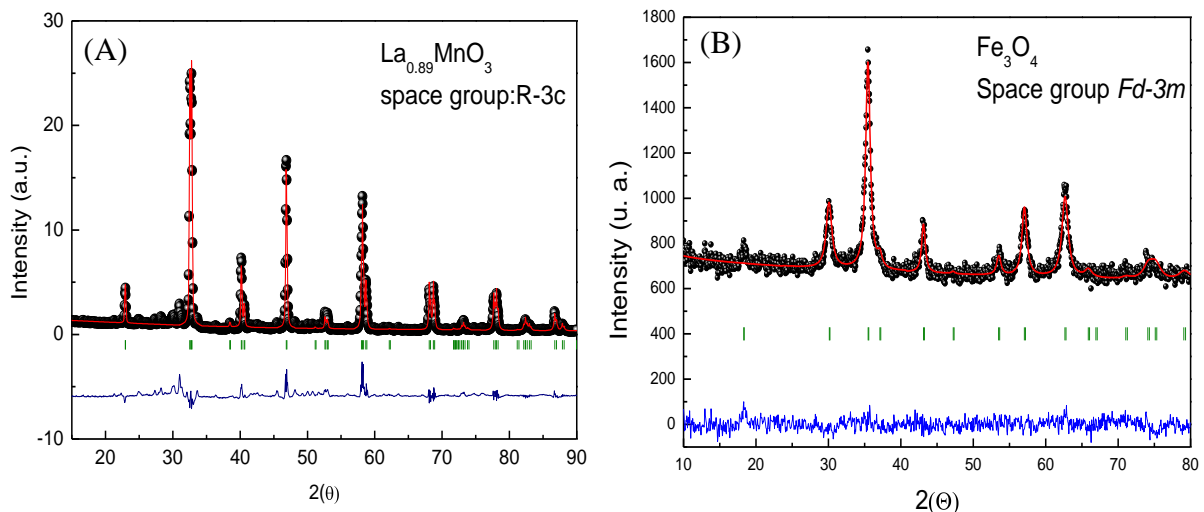 (A)
La0.89MnO3
space group:R-3c
Intensity (a.u.)
30
20
10
0
-10
20 30 40 50 60 70 80 90
2(θ)
(B)
Fe3O4
Space group Fd-3m
Intensity (u. a.)
1800
1600
1400
1200
1000
800
600
400
200
0
10 20 30 40 50 60 70 80
2(Θ)